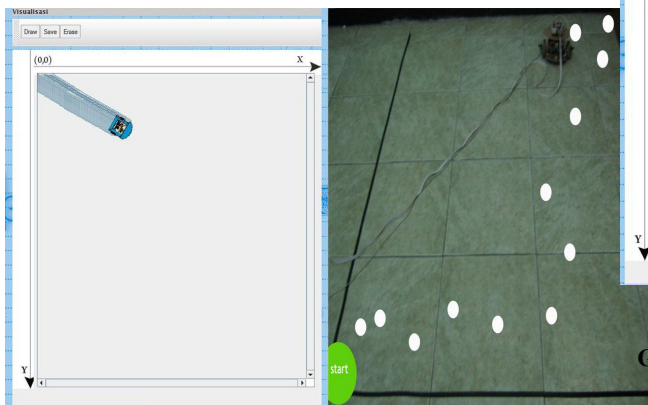 Visualisasi
Draw Save Erase
(0,0) X
Y
start
Y
G